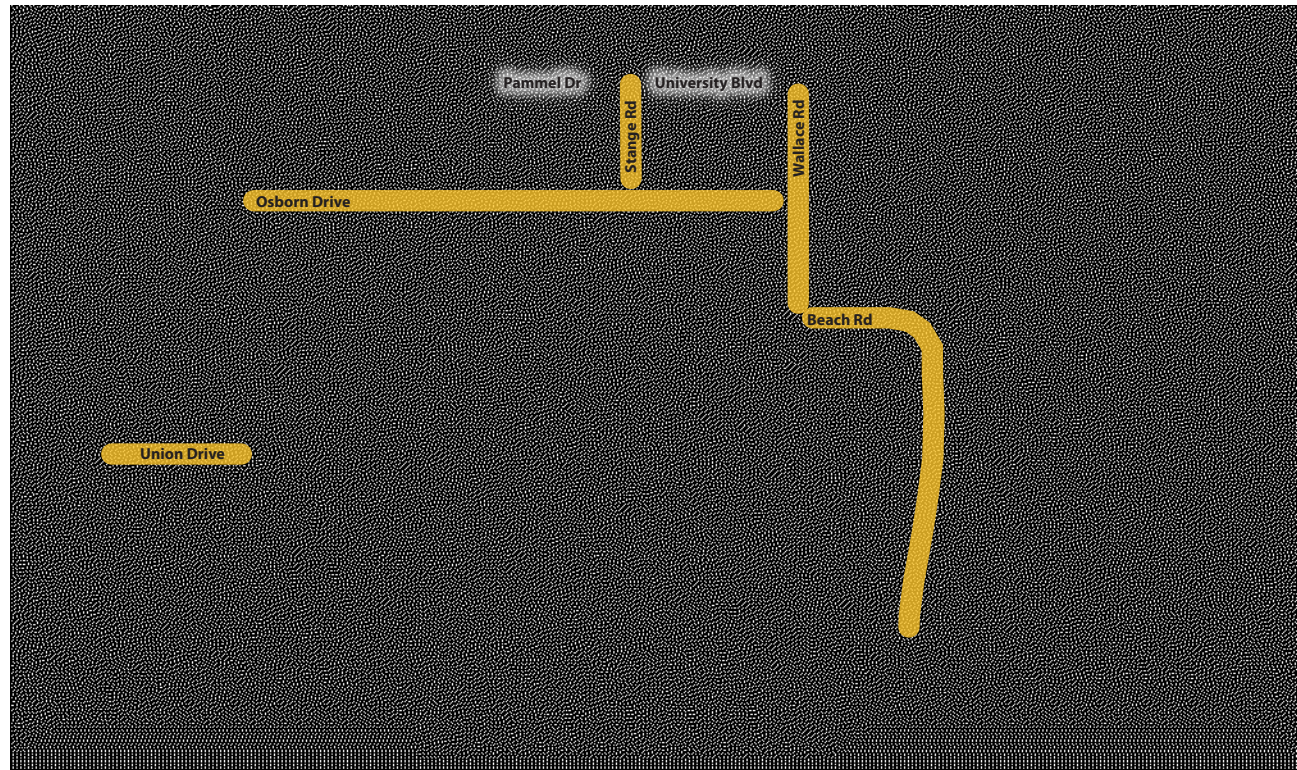 Pammel Dr
University Blvd
Stange Rd
Wallace Rd
Osborn Drive
Beach Rd
Union Drive